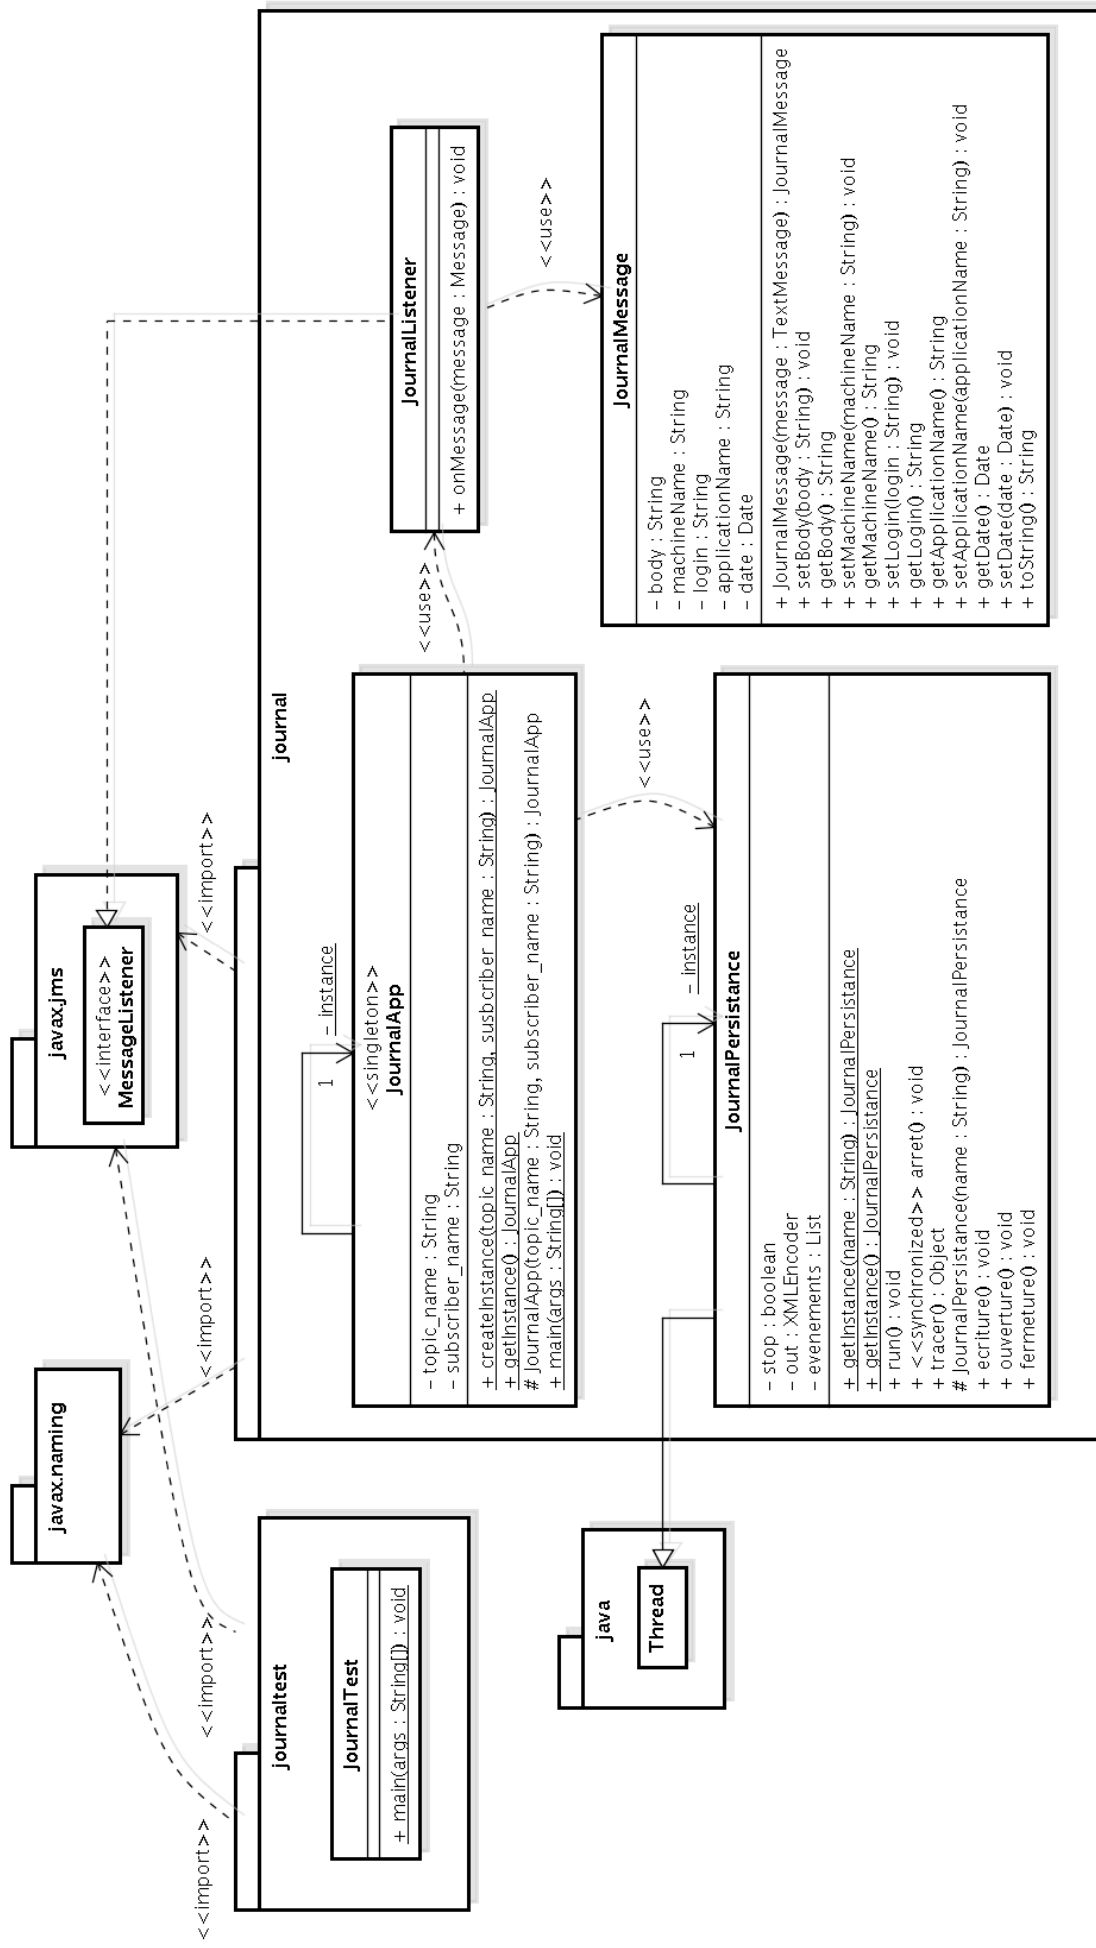 javax.naming
javax.jms
<<interface>>
MessageListener
<<import>>
<<import>>
<<import>>
<<import>>
journaltest
JournalTest
+ main(args : String[]) : void
journal
1
- instance
<<singleton>>
JournalApp
- topic_name : String
- subscriber_name : String
+ createInstance(topic_name : String, susbcriber_name : String) : JournalApp
+ getInstance() : JournalApp
# JournalApp(topic_name : String, subscriber_name : String) : JournalApp
+ main(args : String[]) : void
<<use>>
JournalListener
+ onMessage(message : Message) : void
<<use>>
<<use>>
java
Thread
1
- instance
JournalPersistance
- stop : boolean
- out : XMLEncoder
- evenements : List
+ getInstance(name : String) : JournalPersistance
+ getInstance() : JournalPersistance
+ run() : void
+ <<synchronized>> arret() : void
+ tracer() : Object
# JournalPersistance(name : String) : JournalPersistance
+ ecriture() : void
+ ouverture() : void
+ fermeture() : void
JournalMessage
- body : String
- machineName : String
- login : String
- applicationName : String
- date : Date
+ JournalMessage(message : TextMessage) : JournalMessage
+ setBody(body : String) : void
+ getBody() : String
+ setMachineName(machineName : String) : void
+ getMachineName() : String
+ setLogin(login : String) : void
+ getLogin() : String
+ getApplicationName() : String
+ setApplicationName(applicationName : String) : void
+ getDate() : Date
+ setDate(date : Date) : void
+ toString() : String